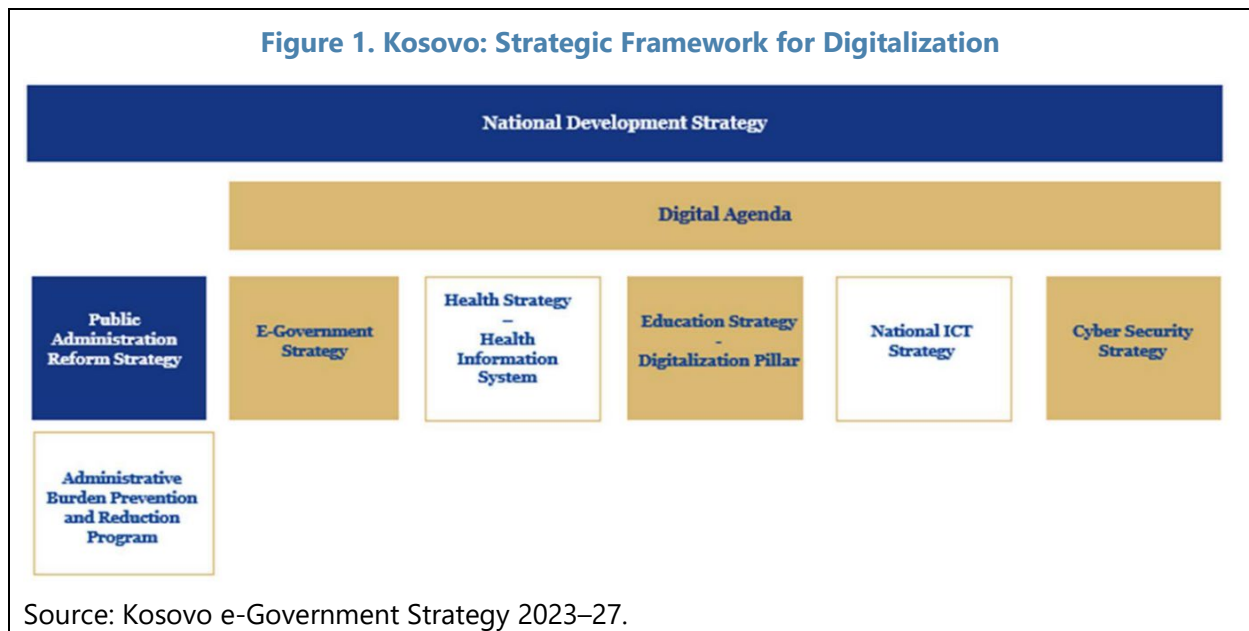 Figure 1. Kosovo: Strategic Framework for Digitalization
National Development Strategy
Digital Agenda
Public
Administration
Reform Strategy
E-Government
Strategy
Health Strategy
–
Health
Information
System
Education Strategy
-
Digitalization Pillar
National ICT
Strategy
Cyber Security
Strategy
Administrative
Burden Prevention
and Reduction
Program
Source: Kosovo e-Government Strategy 2023–27.